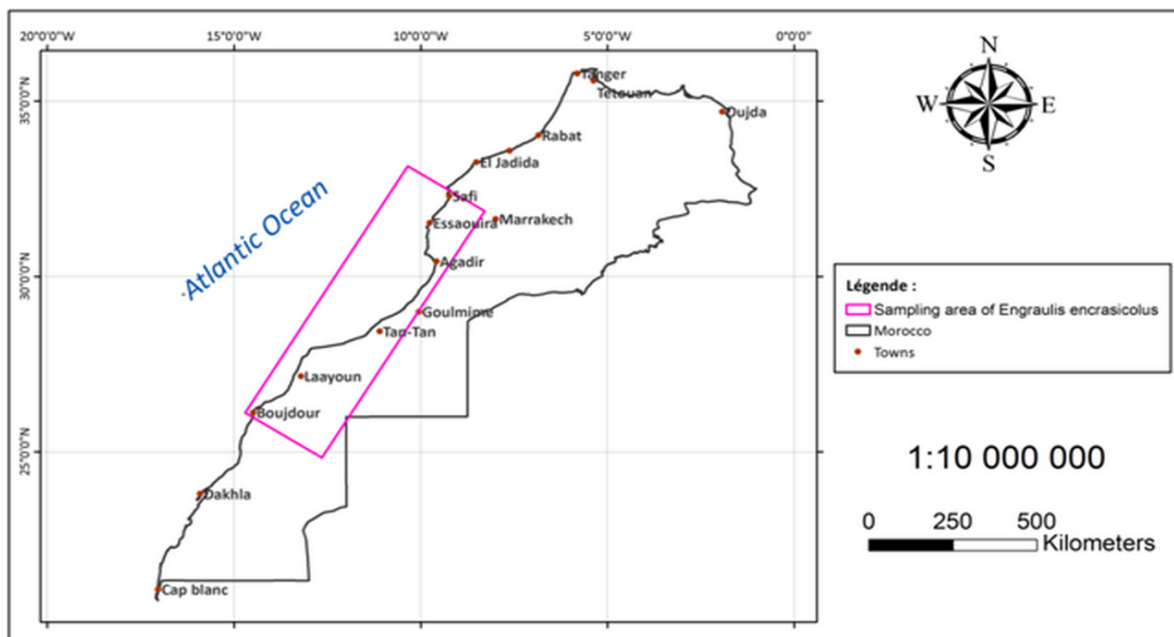 20°0'0"W 15°0'0"W 10°0'0"W 5°0'0"W 0°0'0"
35°0'0"N
30°0'0"N
25°0'0"N
Atlantic Ocean
Tanger
Tetouan
Oujda
Rabat
El Jadida
Safi
Essaouira
Marrakech
Agadir
Goulmime
Tan-Tan
Laayoun
Boujdour
Dakhla
Cap blanc
N
W E
S
Légende :
Sampling area of Engraulis encrasicolus
Morocco
Towns
1:10 000 000
0 250 500
Kilometers